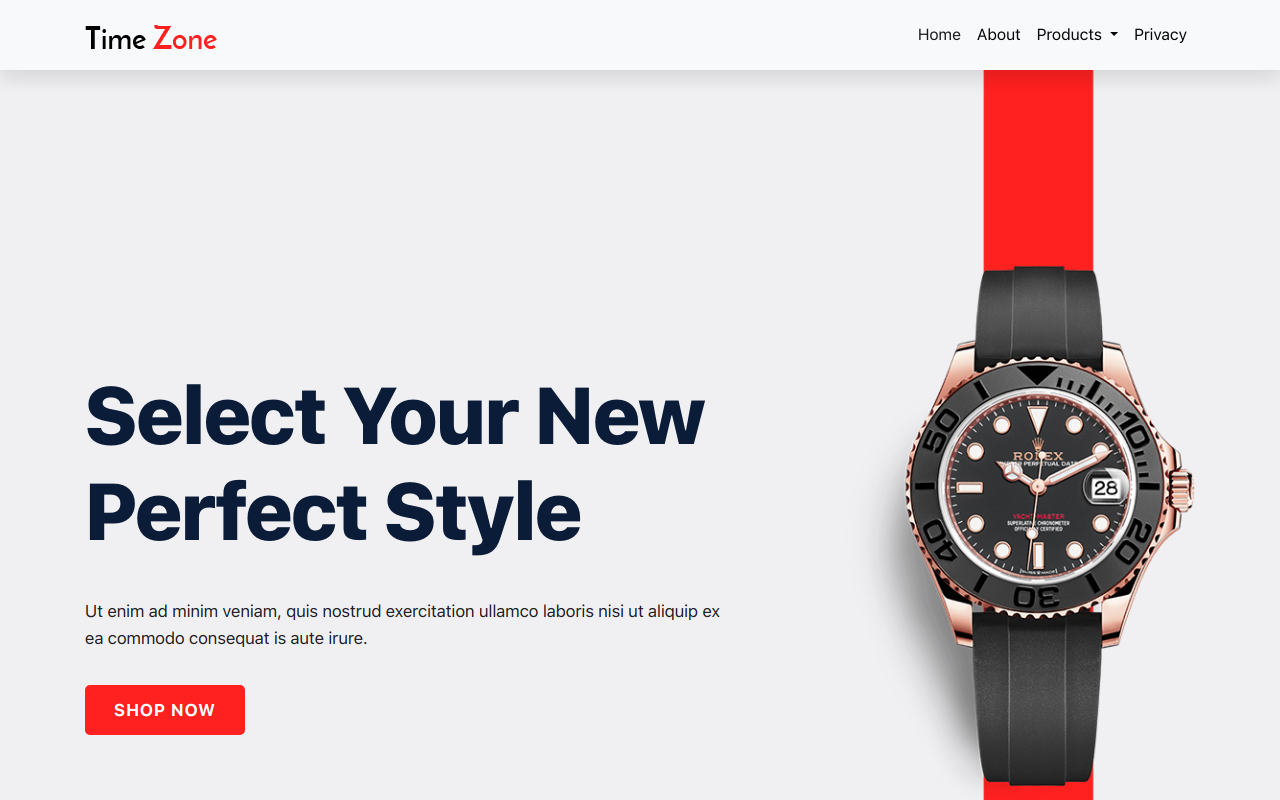 Time Zone
Home About Products Privacy
Select Your New
Perfect Style
Ut enim ad minim veniam, quis nostrud exercitation ullamco laboris nisi ut aliquip ex
ea commodo consequat is aute irure.
SHOP NOW
50
10
ROLEX
PERPETUAL DATE
28
YACHT-MASTER
SUPERLATIVE CHRONOMETER
OFFICIALLY CERTIFIED
40
20
30